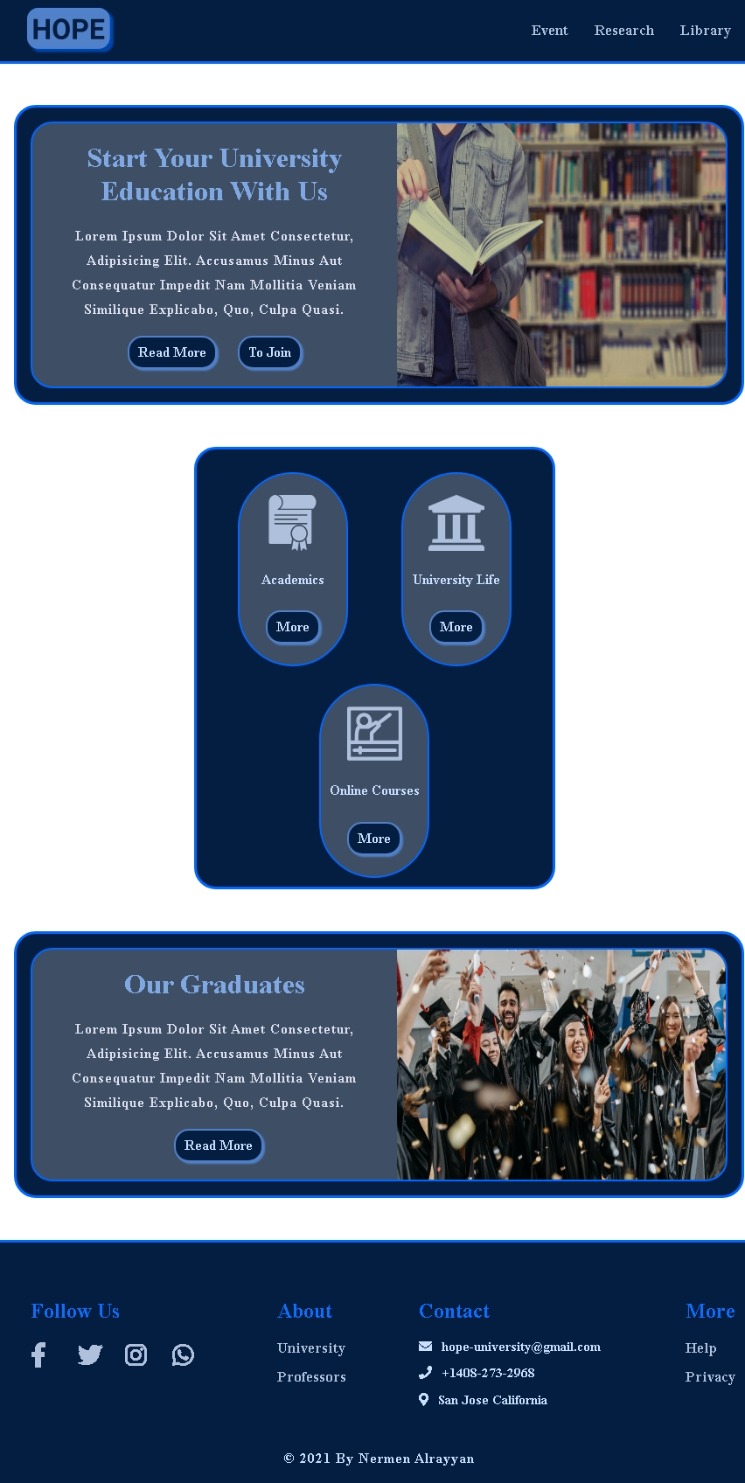 HOPE
Event Research Library
Start Your University
Education With Us
Lorem Ipsum Dolor Sit Amet Consectetur,
Adipisicing Elit. Accusamus Minus Aut
Consequatur Impedit Nam Mollitia Veniam
Similique Explicabo, Quo, Culpa Quasi.
Read More To Join
Academics
More
University Life
More
Online Courses
More
Our Graduates
Lorem Ipsum Dolor Sit Amet Consectetur,
Adipisicing Elit. Accusamus Minus Aut
Consequatur Impedit Nam Mollitia Veniam
Similique Explicabo, Quo, Culpa Quasi.
Read More
Follow Us
About
University
Professors
Contact
hope-university@gmail.com
+1408-273-2968
San Jose California
More
Help
Privacy
© 2021 By Nermen Alrayyan